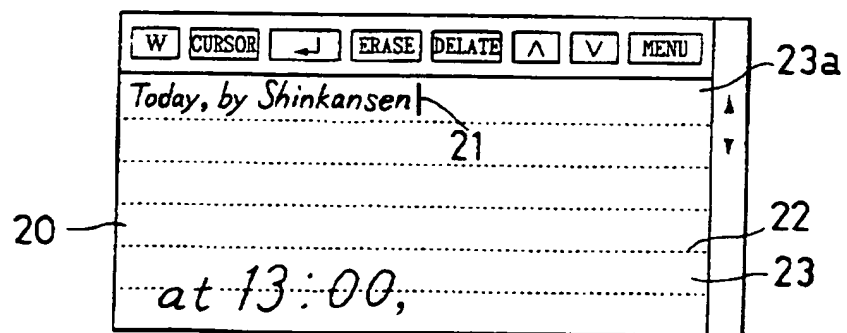 W CURSOR ↵ ERASE DELATE ∧ ∨ MENU
23a
Today, by Shinkansen
▲
▼
21
20
22
23
at 13:00,